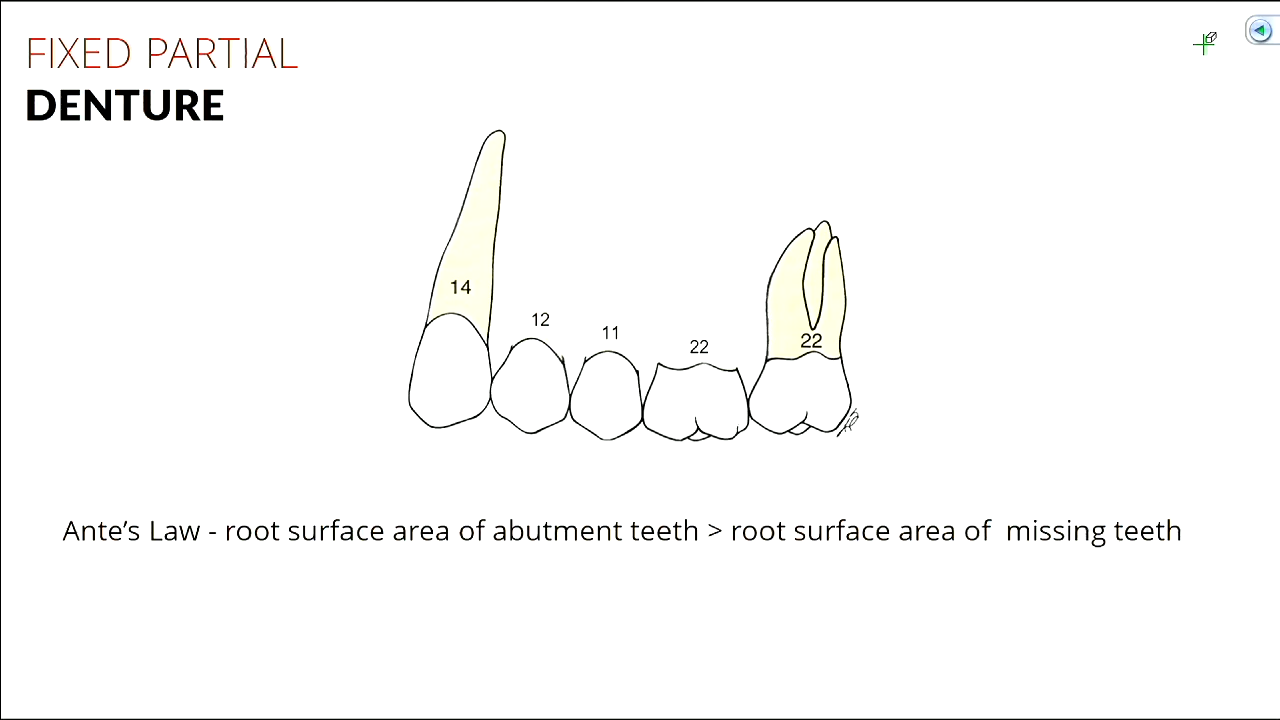 FIXED PARTIAL
DENTURE
14
12
11
22
22
Ante's Law - root surface area of abutment teeth > root surface area of missing teeth